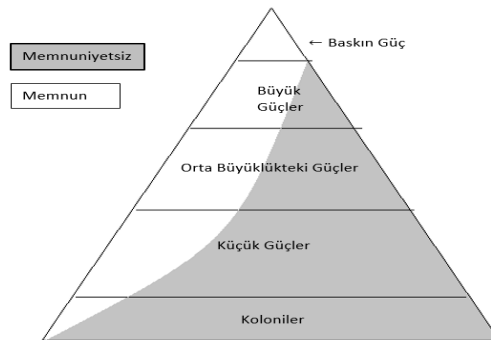 ← Baskın Güç
Memnuniyetsiz
Memnun
Büyük
Güçler
Orta Büyüklükteki Güçler
Küçük Güçler
Koloniler